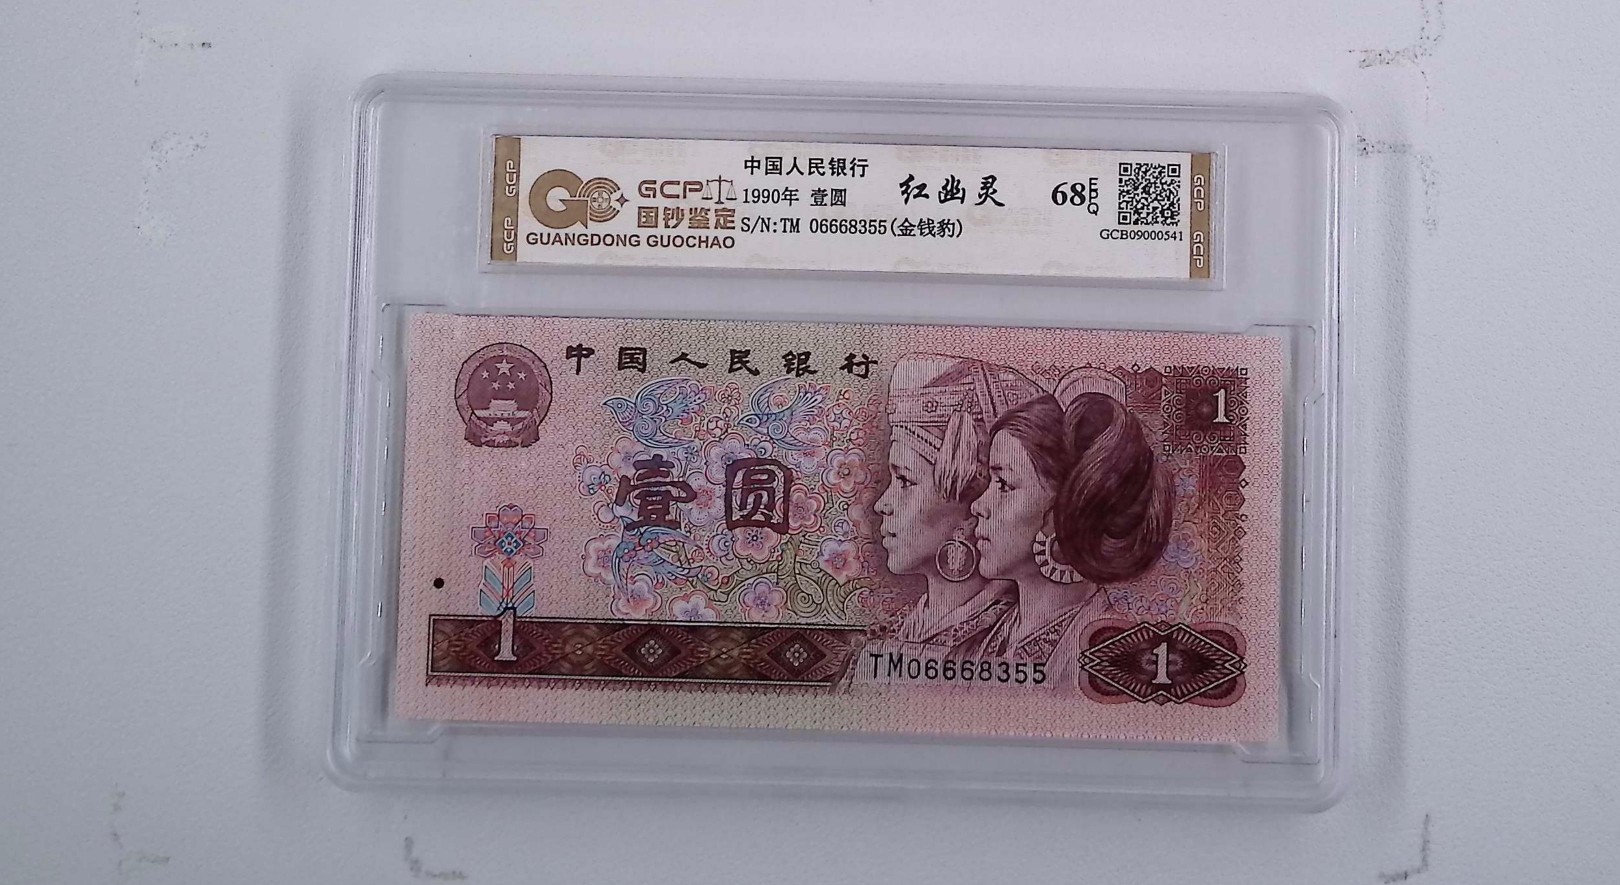 中国人民银行
GCP 国钞鉴定
GUANGDONG GUOCHAO
1990年 壹圆
红幽灵
68 EPQ
S/N:TM 06668355(金钱豹)
GCB09000541
GCP GCP
GCP GCP
中国人民银行
1
壹圆
1
TM06668355
1